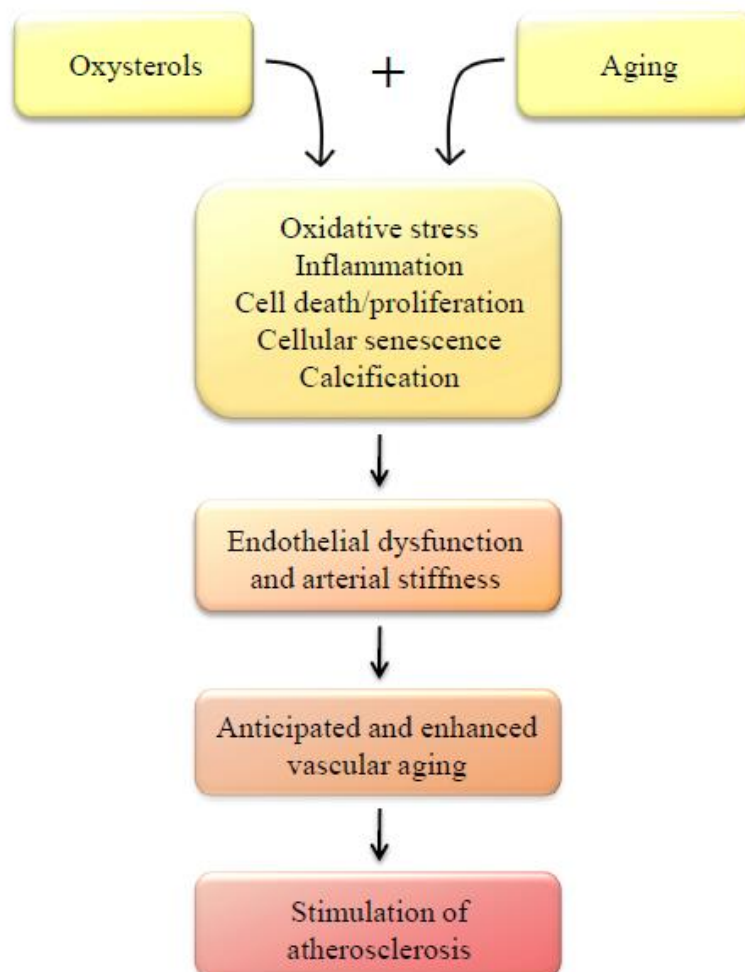 Oxysterols
+
Aging
Oxidative stress
Inflammation
Cell death/proliferation
Cellular senescence
Calcification
Endothelial dysfunction
and arterial stiffness
Anticipated and enhanced
vascular aging
Stimulation of
atherosclerosis